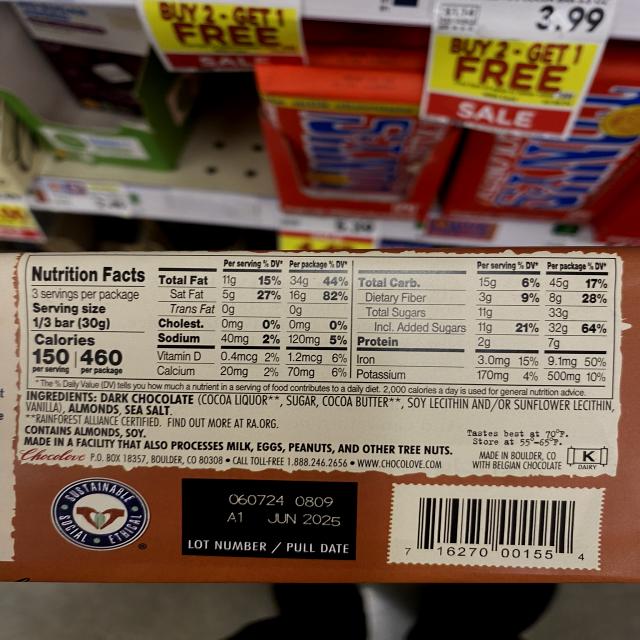 BUY 2 - GET 1
FREE
SALE
3.99
BUY 2 - GET 1
FREE
SALE
Nutrition Facts
3 servings per package
Serving size
1/3 bar (30g)
Calories
150 per serving 460 per package
Per serving % DV* Per package % DV*
Total Fat 11g 15% 34g 44%
Sat Fat 5g 27% 16g 82%
Trans Fat 0g 0g
Cholest. 0mg 0% 0mg 0%
Sodium 40mg 2% 120mg 5%
Vitamin D 0.4mcg 2% 1.2mcg 6%
Calcium 20mg 2% 70mg 6%
Per serving % DV* Per package % DV*
Total Carb. 15g 6% 45g 17%
Dietary Fiber 3g 9% 8g 28%
Total Sugars 11g 33g
Incl. Added Sugars 11g 21% 32g 64%
Protein 2g 7g
Iron 3.0mg 15% 9.1mg 50%
Potassium 170mg 4% 500mg 10%
*The % Daily Value (DV) tells you how much a nutrient in a serving of food contributes to a daily diet. 2,000 calories a day is used for general nutrition advice.
INGREDIENTS: DARK CHOCOLATE (COCOA LIQUOR**, SUGAR, COCOA BUTTER**, SOY LECITHIN AND/OR SUNFLOWER LECITHIN,
VANILLA), ALMONDS, SEA SALT.
**RAINFOREST ALLIANCE CERTIFIED. FIND OUT MORE AT RA.ORG.
CONTAINS ALMONDS, SOY.
MADE IN A FACILITY THAT ALSO PROCESSES MILK, EGGS, PEANUTS, AND OTHER TREE NUTS.
Chocolove P.O. BOX 18357, BOULDER, CO 80308 • CALL TOLL-FREE 1.888.246.2656 • WWW.CHOCOLOVE.COM
Tastes best at 70°F.
Store at 55°-65°F.
MADE IN BOULDER, CO
WITH BELGIAN CHOCOLATE
K
DAIRY
SUSTAINABLE
SOCIAL • ETHICAL
®
060724 0809
A1 JUN 2025
LOT NUMBER / PULL DATE
7 16270 00155 4